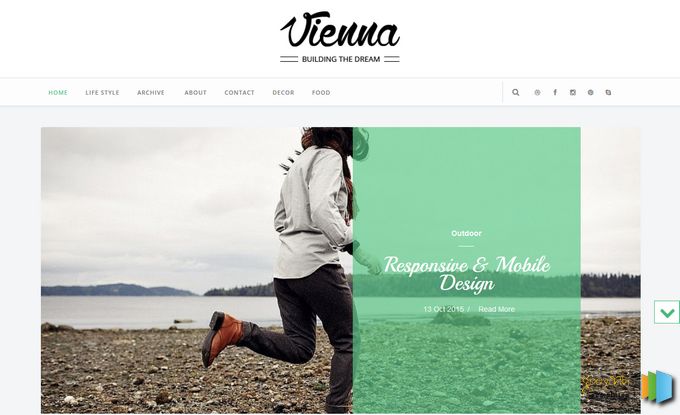 Vienna
BUILDING THE DREAM
HOME LIFE STYLE ARCHIVE ABOUT CONTACT DECOR FOOD
Outdoor
Responsive & Mobile
Design
13 Oct 2015 / Read More